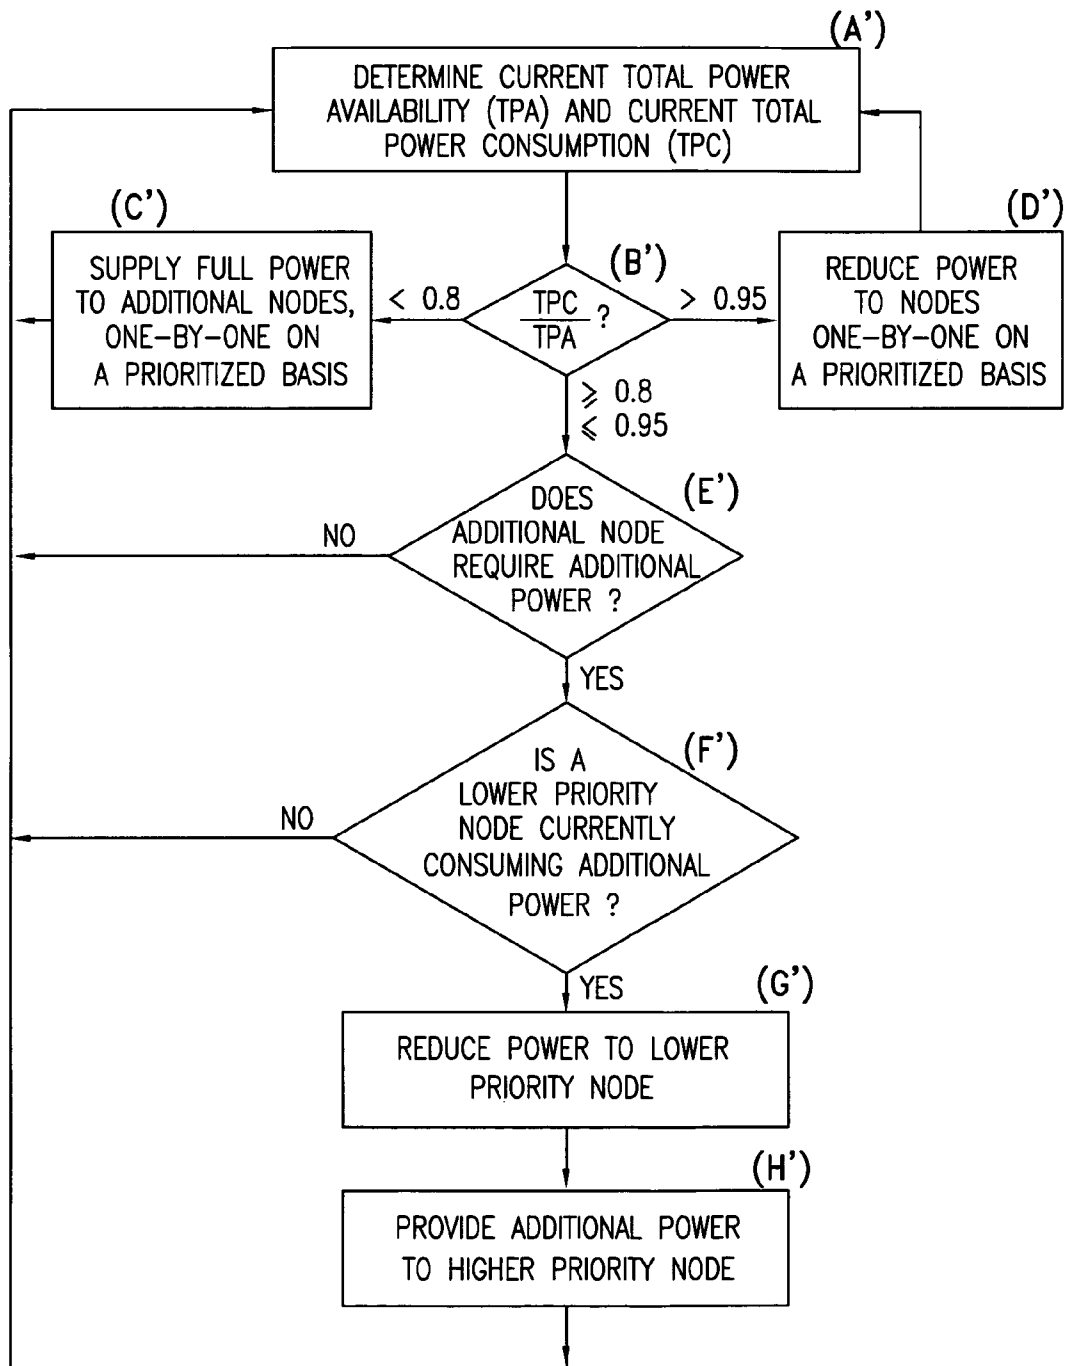 (A')
DETERMINE CURRENT TOTAL POWER
AVAILABILITY (TPA) AND CURRENT TOTAL
POWER CONSUMPTION (TPC)
(C')
SUPPLY FULL POWER
TO ADDITIONAL NODES,
ONE-BY-ONE ON
A PRIORITIZED BASIS
< 0.8
(B')
TPC
TPA
?
> 0.95
(D')
REDUCE POWER
TO NODES
ONE-BY-ONE ON
A PRIORITIZED BASIS
⩾ 0.8
⩽ 0.95
(E')
DOES
ADDITIONAL NODE
REQUIRE ADDITIONAL
POWER ?
NO
YES
(F')
IS A
LOWER PRIORITY
NODE CURRENTLY
CONSUMING ADDITIONAL
POWER ?
NO
YES
(G')
REDUCE POWER TO LOWER
PRIORITY NODE
(H')
PROVIDE ADDITIONAL POWER
TO HIGHER PRIORITY NODE